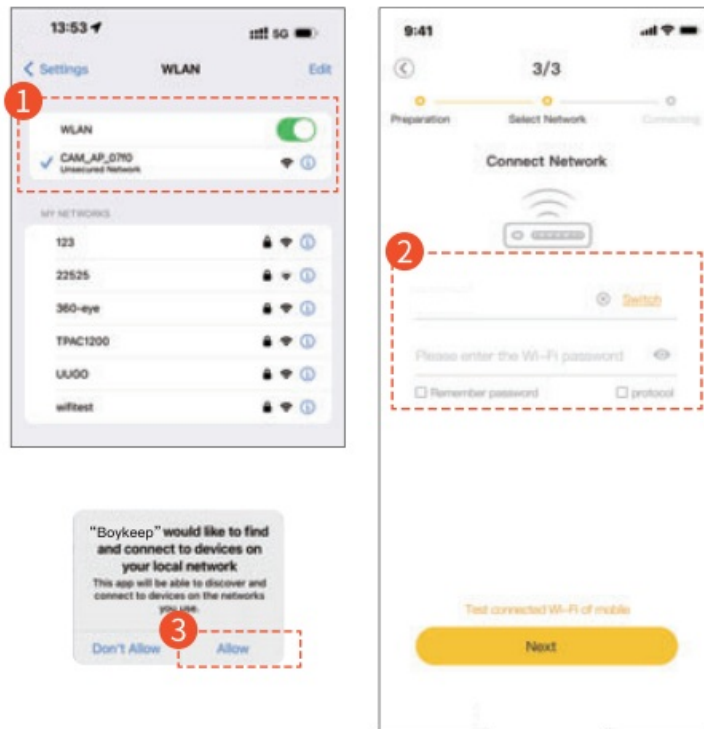 13:53
5G
Settings
WLAN
Edit
1
WLAN
CAM_AP_07f0
Unsecured Network
MY NETWORKS
123
22525
360-eye
TPAC1200
UUGO
wifitest
"Boykeep" would like to find
and connect to devices on
your local network
This app will be able to discover and
connect to devices on the networks
you use.
3
Don't Allow
Allow
9:41
3/3
Preparation
Select Network
Connecting
Connect Network
2
Switch
Please enter the Wi-Fi password
Remember password
protocol
Test connected Wi-Fi of mobile
Next